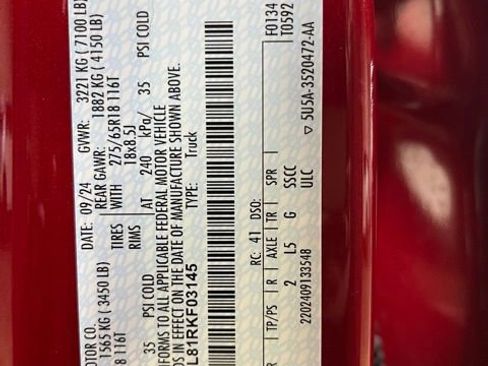 OTOR CO.
DATE: 09/24 GVWR: 3221 KG ( 7100 LB)
1565 KG ( 3450 LB) REAR GAWR: 1882 KG ( 4150 LB)
8 116T TIRES WITH 275/65R18 116T
RIMS 18x8.5J
35 PSI COLD AT 240 kPa/ 35 PSI COLD
FORMS TO ALL APPLICABLE FEDERAL MOTOR VEHICLE
DS IN EFFECT ON THE DATE OF MANUFACTURE SHOWN ABOVE.
L81RKF03145 TYPE: Truck
F0134
T0592
RC: 41 DSO:
R TP/PS R AXLE TR SPR
2 L5 G SSCC
ULC
2202409133548
▽ 5U5A-3520472-AA